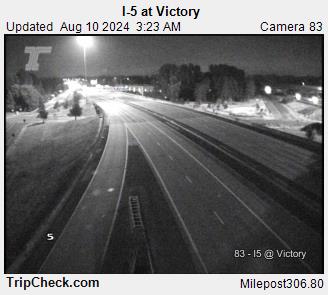 I-5 at Victory
Updated Aug 10 2024 3:23 AM Camera 83
T
S
83 - I5 @ Victory
TripCheck.com Milepost306.80